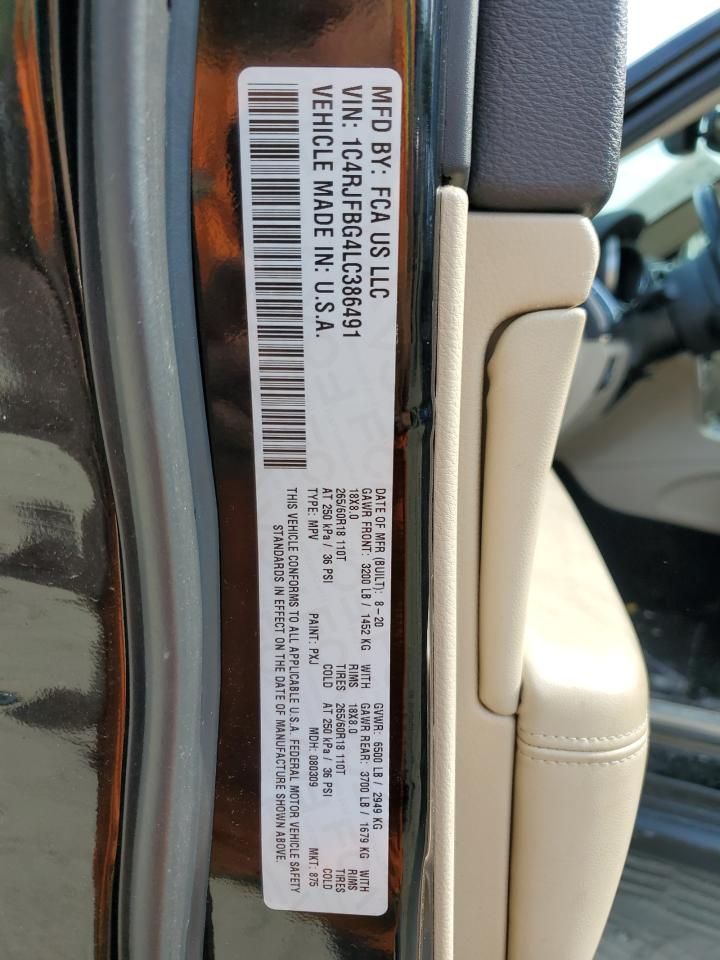 MFD BY: FCA US LLC
VIN: 1C4RJFBG4LC386491
VEHICLE MADE IN: U.S.A.
DATE OF MFR (BUILT): 8-20 GVWR: 6500 LB / 2949 KG
GAWR FRONT: 3200 LB / 1452 KG WITH GAWR REAR: 3700 LB / 1679 KG WITH
18X8.0 RIMS 18X8.0 RIMS
265/60R18 110T TIRES 265/60R18 110T TIRES
AT 250 kPa / 36 PSI COLD AT 250 kPa / 36 PSI COLD
TYPE: MPV PAINT: PXJ MDH: 080309 MKT: 875
THIS VEHICLE CONFORMS TO ALL APPLICABLE U.S.A. FEDERAL MOTOR VEHICLE SAFETY
STANDARDS IN EFFECT ON THE DATE OF MANUFACTURE SHOWN ABOVE.